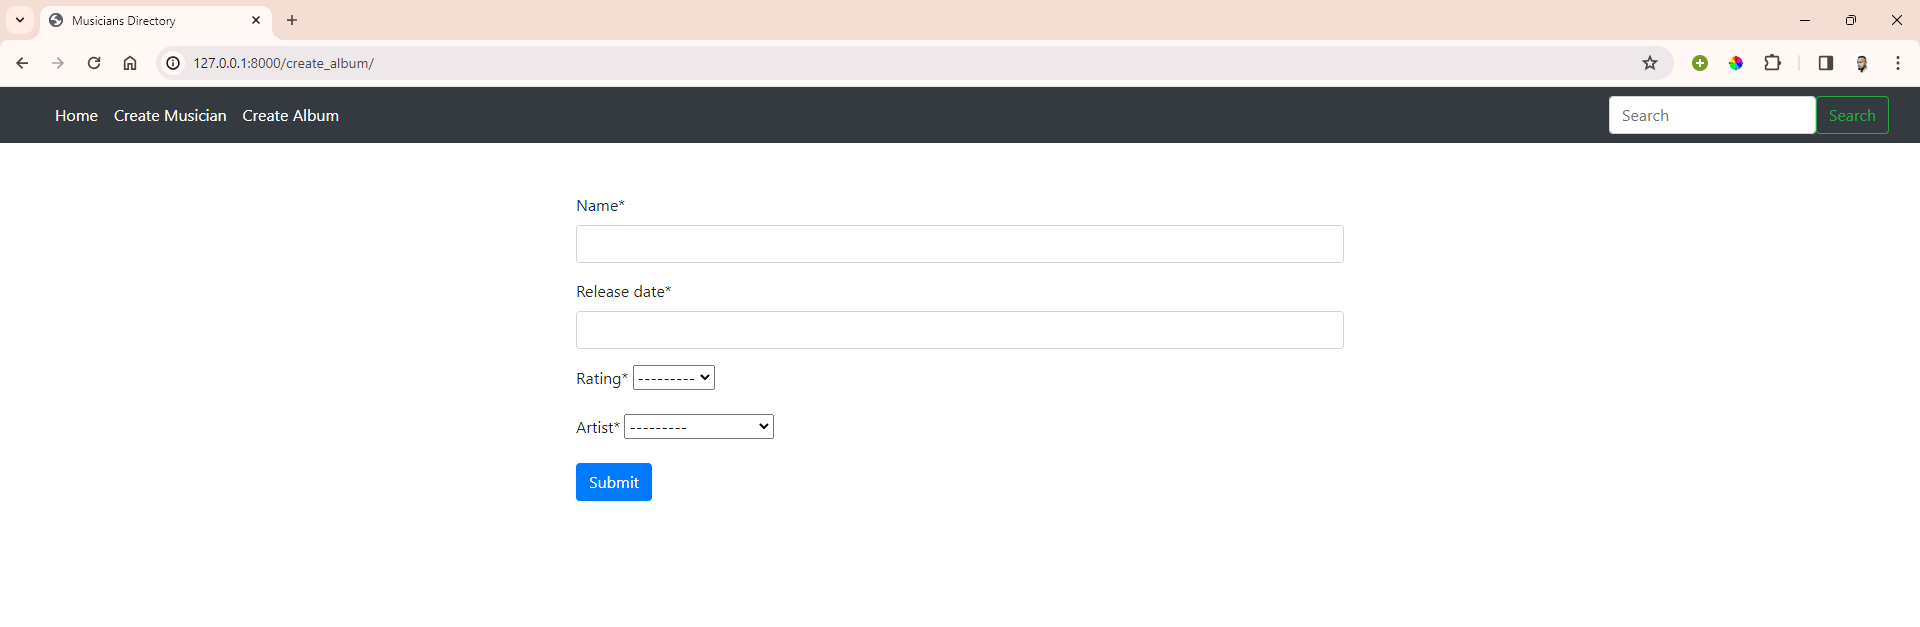 Musicians Directory
127.0.0.1:8000/create_album/
Home Create Musician Create Album Search Search
Name*
Release date*
Rating* ---------
Artist* ---------
Submit